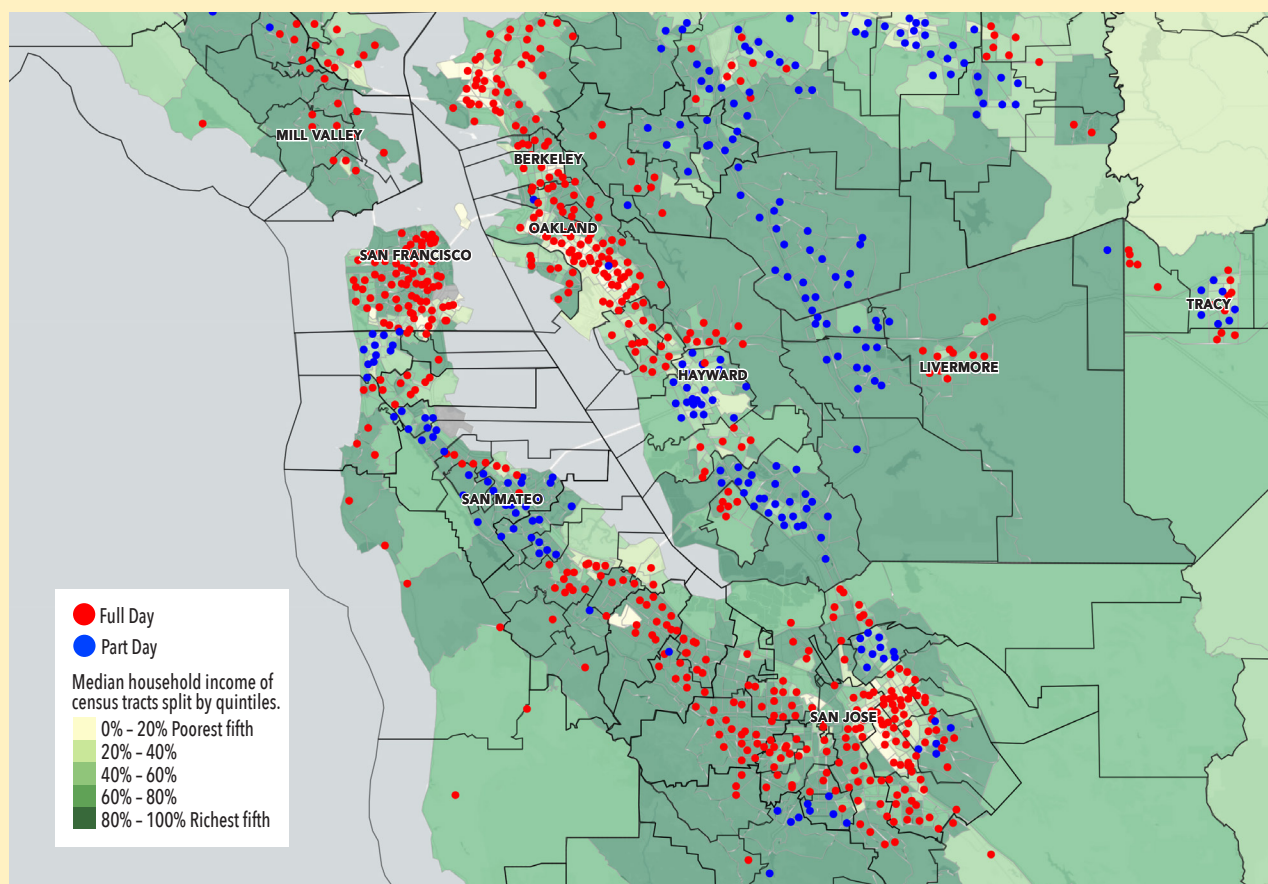 MILL VALLEY
BERKELEY
OAKLAND
SAN FRANCISCO
TRACY
HAYWARD
LIVERMORE
SAN MATEO
SAN JOSE
Full Day
Part Day
Median household income of
census tracts split by quintiles.
0% – 20% Poorest fifth
20% – 40%
40% – 60%
60% – 80%
80% – 100% Richest fifth